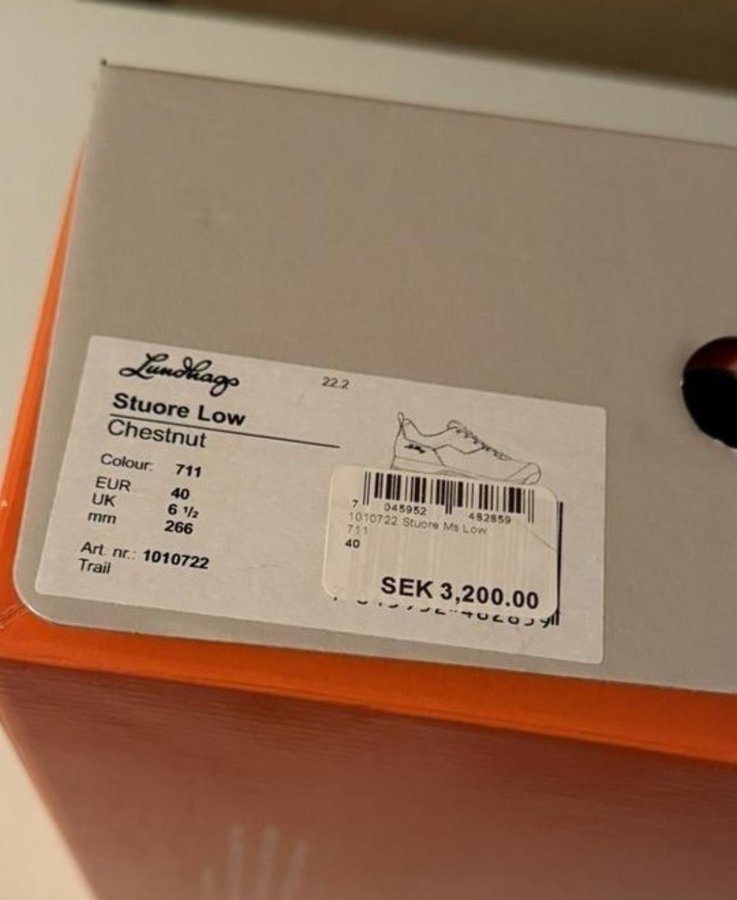 Lundhags
22.2
Stuore Low
Chestnut
Colour: 711
EUR 40
UK 6 1/2
mm 266
Art. nr.: 1010722
Trail
7 045952 482859
1010722 Stuore Ms Low
711
40
SEK 3,200.00